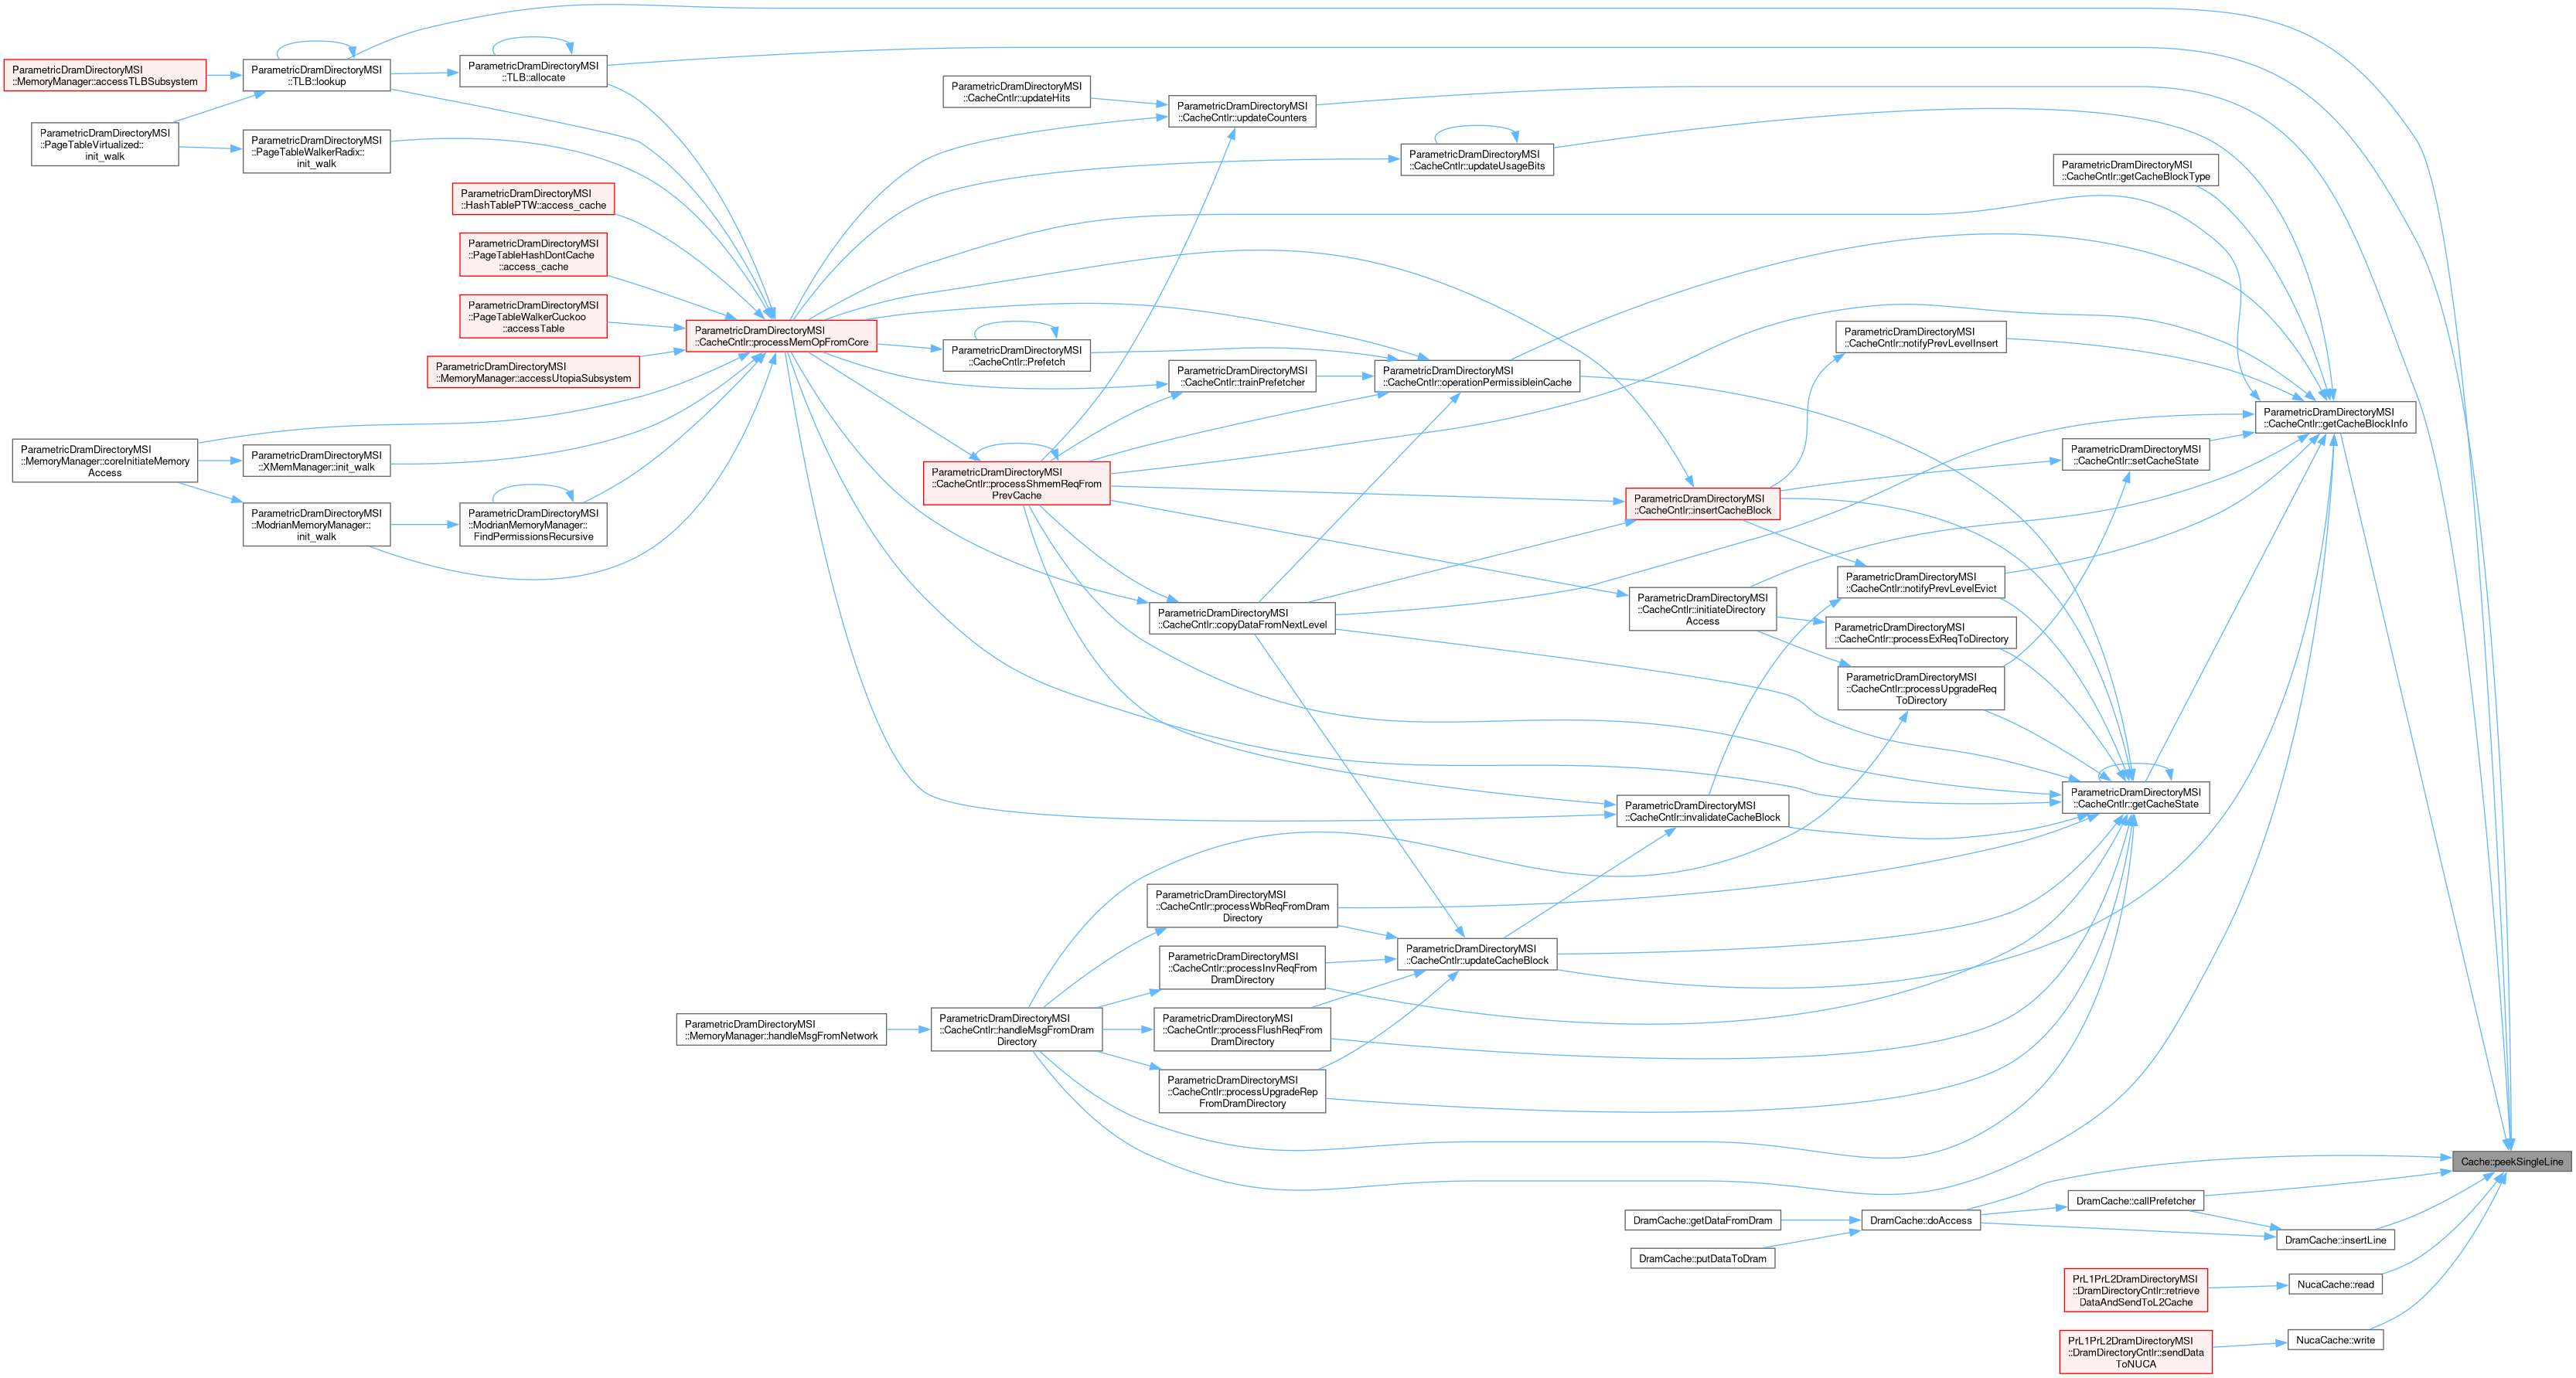 ParametricDramDirectoryMSI
::MemoryManager::accessTLBSubsystem
ParametricDramDirectoryMSI
::TLB::lookup
ParametricDramDirectoryMSI
::TLB::allocate
ParametricDramDirectoryMSI
::PageTableVirtualized::
init_walk
ParametricDramDirectoryMSI
::PageTableWalkerRadix::
init_walk
ParametricDramDirectoryMSI
::HashTablePTW::access_cache
ParametricDramDirectoryMSI
::PageTableHashDontCache
::access_cache
ParametricDramDirectoryMSI
::PageTableWalkerCuckoo
::accessTable
ParametricDramDirectoryMSI
::MemoryManager::accessUtopiaSubsystem
ParametricDramDirectoryMSI
::MemoryManager::coreInitiateMemory
Access
ParametricDramDirectoryMSI
::XMemManager::init_walk
ParametricDramDirectoryMSI
::ModrianMemoryManager::
init_walk
ParametricDramDirectoryMSI
::ModrianMemoryManager::
FindPermissionsRecursive
ParametricDramDirectoryMSI
::CacheCntlr::processMemOpFromCore
ParametricDramDirectoryMSI
::CacheCntlr::updateHits
ParametricDramDirectoryMSI
::CacheCntlr::updateCounters
ParametricDramDirectoryMSI
::CacheCntlr::updateUsageBits
ParametricDramDirectoryMSI
::CacheCntlr::getCacheBlockType
ParametricDramDirectoryMSI
::CacheCntlr::Prefetch
ParametricDramDirectoryMSI
::CacheCntlr::trainPrefetcher
ParametricDramDirectoryMSI
::CacheCntlr::operationPermissibleinCache
ParametricDramDirectoryMSI
::CacheCntlr::notifyPrevLevelInsert
ParametricDramDirectoryMSI
::CacheCntlr::getCacheBlockInfo
ParametricDramDirectoryMSI
::CacheCntlr::setCacheState
ParametricDramDirectoryMSI
::CacheCntlr::processShmemReqFrom
PrevCache
ParametricDramDirectoryMSI
::CacheCntlr::insertCacheBlock
ParametricDramDirectoryMSI
::CacheCntlr::notifyPrevLevelEvict
ParametricDramDirectoryMSI
::CacheCntlr::copyDataFromNextLevel
ParametricDramDirectoryMSI
::CacheCntlr::initiateDirectory
Access
ParametricDramDirectoryMSI
::CacheCntlr::processExReqToDirectory
ParametricDramDirectoryMSI
::CacheCntlr::processUpgradeReq
ToDirectory
ParametricDramDirectoryMSI
::CacheCntlr::getCacheState
ParametricDramDirectoryMSI
::CacheCntlr::invalidateCacheBlock
ParametricDramDirectoryMSI
::CacheCntlr::processWbReqFromDram
Directory
ParametricDramDirectoryMSI
::CacheCntlr::updateCacheBlock
ParametricDramDirectoryMSI
::CacheCntlr::processInvReqFrom
DramDirectory
ParametricDramDirectoryMSI
::CacheCntlr::processFlushReqFrom
DramDirectory
ParametricDramDirectoryMSI
::CacheCntlr::processUpgradeRep
FromDramDirectory
ParametricDramDirectoryMSI
::MemoryManager::handleMsgFromNetwork
ParametricDramDirectoryMSI
::CacheCntlr::handleMsgFromDram
Directory
Cache::peekSingleLine
DramCache::callPrefetcher
DramCache::getDataFromDram
DramCache::doAccess
DramCache::insertLine
DramCache::putDataToDram
PrL1PrL2DramDirectoryMSI
::DramDirectoryCntlr::retrieve
DataAndSendToL2Cache
NucaCache::read
PrL1PrL2DramDirectoryMSI
::DramDirectoryCntlr::sendData
ToNUCA
NucaCache::write